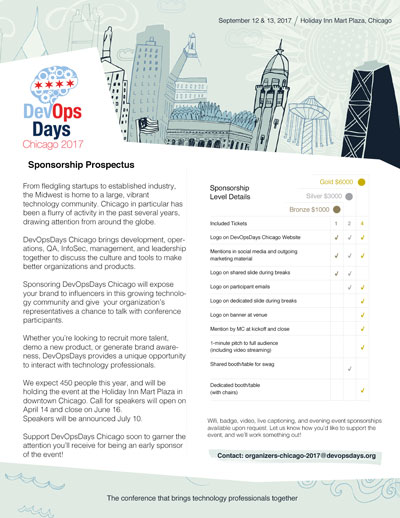 September 12 & 13, 2017 / Holiday Inn Mart Plaza, Chicago
DevOps
Days
Chicago 2017
Sponsorship Prospectus
From fledgling startups to established industry,
the Midwest is home to a large, vibrant
technology community. Chicago in particular has
been a flurry of activity in the past several years,
drawing attention from around the globe.
DevOpsDays Chicago brings development, oper-
ations, QA, InfoSec, management, and leadership
together to discuss the culture and tools to make
better organizations and products.
Sponsoring DevOpsDays Chicago will expose
your brand to influencers in this growing technolo-
gy community and give your organization's
representatives a chance to talk with conference
participants.
Whether you're looking to recruit more talent,
demo a new product, or generate brand aware-
ness, DevOpsDays provides a unique opportunity
to interact with technology professionals.
We expect 450 people this year, and will be
holding the event at the Holiday Inn Mart Plaza in
downtown Chicago. Call for speakers will open on
April 14 and close on June 16.
Speakers will be announced July 10.
Support DevOpsDays Chicago soon to garner the
attention you'll receive for being an early sponsor
of the event!
Sponsorship
Level Details
Gold $6000
Silver $3000
Bronze $1000
Included Tickets 1 2 4
Logo on DevOpsDays Chicago Website √ √ √
Mentions in social media and outgoing
marketing material √ √ √
Logo on shared slide during breaks √ √
Logo on participant emails √ √
Logo on dedicated slide during breaks √
Logo on banner at venue √
Mention by MC at kickoff and close √
1-minute pitch to full audience
(including video streaming) √
Shared booth/table for swag √
Dedicated booth/table
(with chairs) √
Wifi, badge, video, live captioning, and evening event sponsorships
available upon request. Let us know how you'd like to support the
event, and we'll work something out!
Contact: organizers-chicago-2017@devopsdays.org
The conference that brings technology professionals together